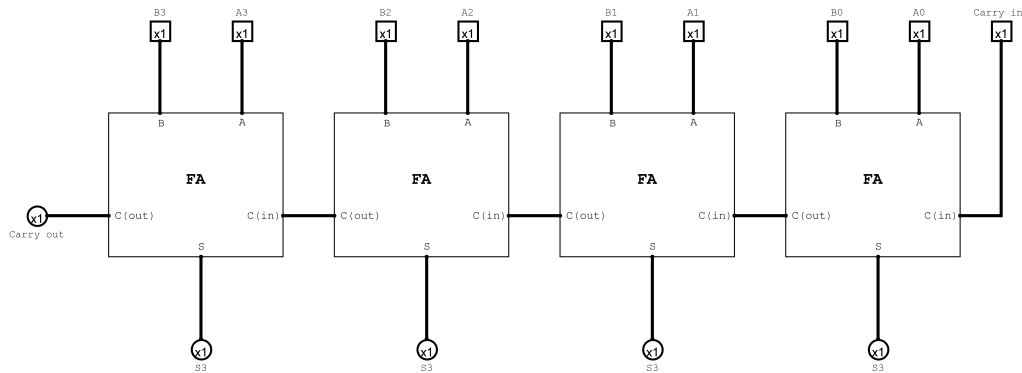 B3 A3 B2 A2 B1 A1 B0 A0 Carry in
x1 x1 x1 x1 x1 x1 x1 x1 x1
B A B A B A B A
FA FA FA FA
x1 C(out) C(in) C(out) C(in) C(out) C(in) C(out) C(in)
Carry out
S S S S
x1 x1 x1 x1
S3 S3 S3 S3